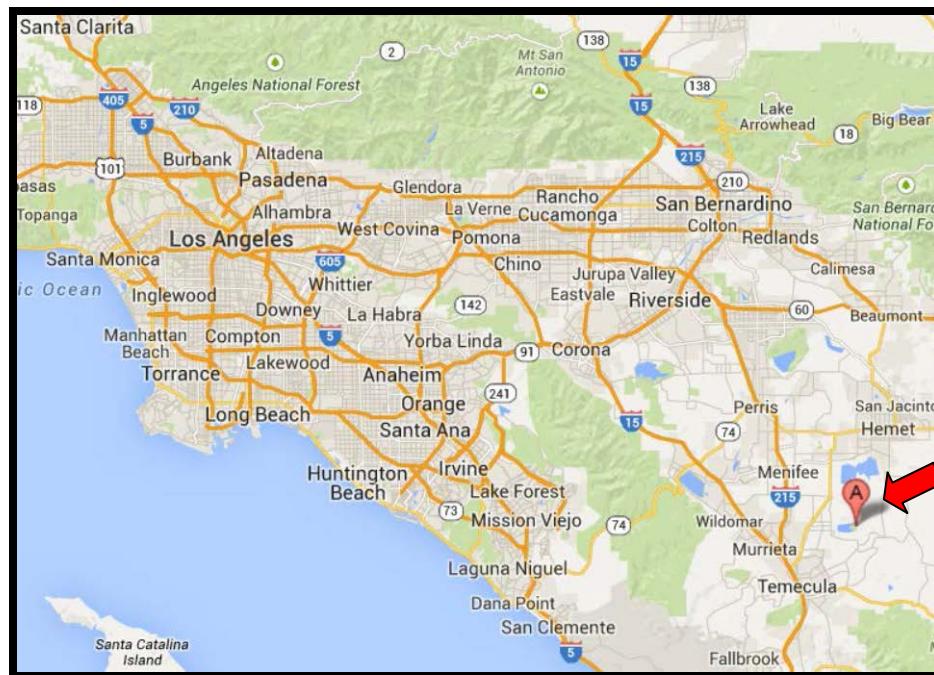 Santa Clarita
138
2
Mt San
Antonio
15
Angeles National Forest
138
405
210
118
15
Lake
Arrowhead
Big Bear
5
18
Burbank
Altadena
215
101
Pasadena
210
Glendora
Rancho
Cucamonga
San Bernardino
basas
Topanga
Alhambra
La Verne
San Bernard
National Fo
West Covina
Pomona
Colton
Redlands
Los Angeles
Santa Monica
605
Chino
Jurupa Valley
Calimesa
Whittier
ic Ocean
Inglewood
Eastvale
Riverside
Downey
La Habra
142
60
Beaumont
Manhattan
Beach
Compton
5
Yorba Linda
91
Corona
Lakewood
Torrance
Anaheim
241
Long Beach
Orange
Perris
San Jacinto
Santa Ana
15
74
Hemet
Huntington
Beach
Irvine
Menifee
Lake Forest
215
A
73
Mission Viejo
74
Wildomar
Murrieta
Laguna Niguel
Temecula
Dana Point
San Clemente
Santa Catalina
Island
5
Fallbrook